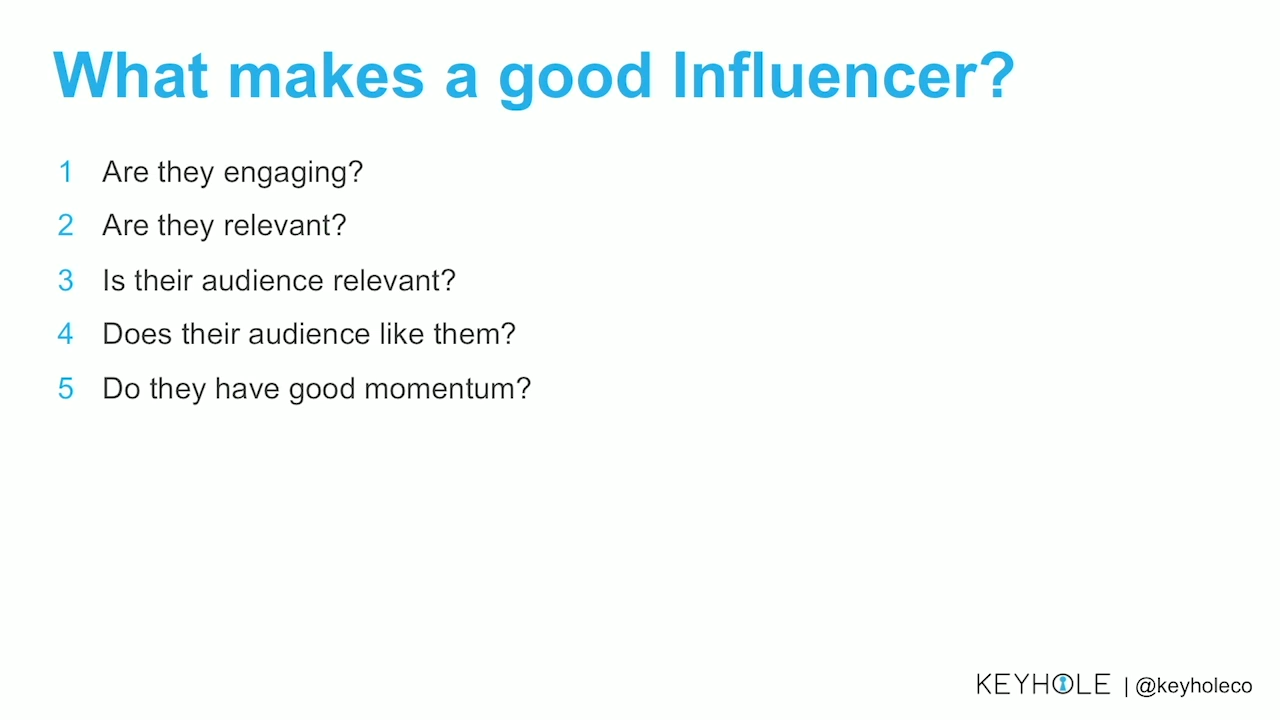 What makes a good Influencer?
1 Are they engaging?
2 Are they relevant?
3 Is their audience relevant?
4 Does their audience like them?
5 Do they have good momentum?
KEYHOLE | @keyholeco